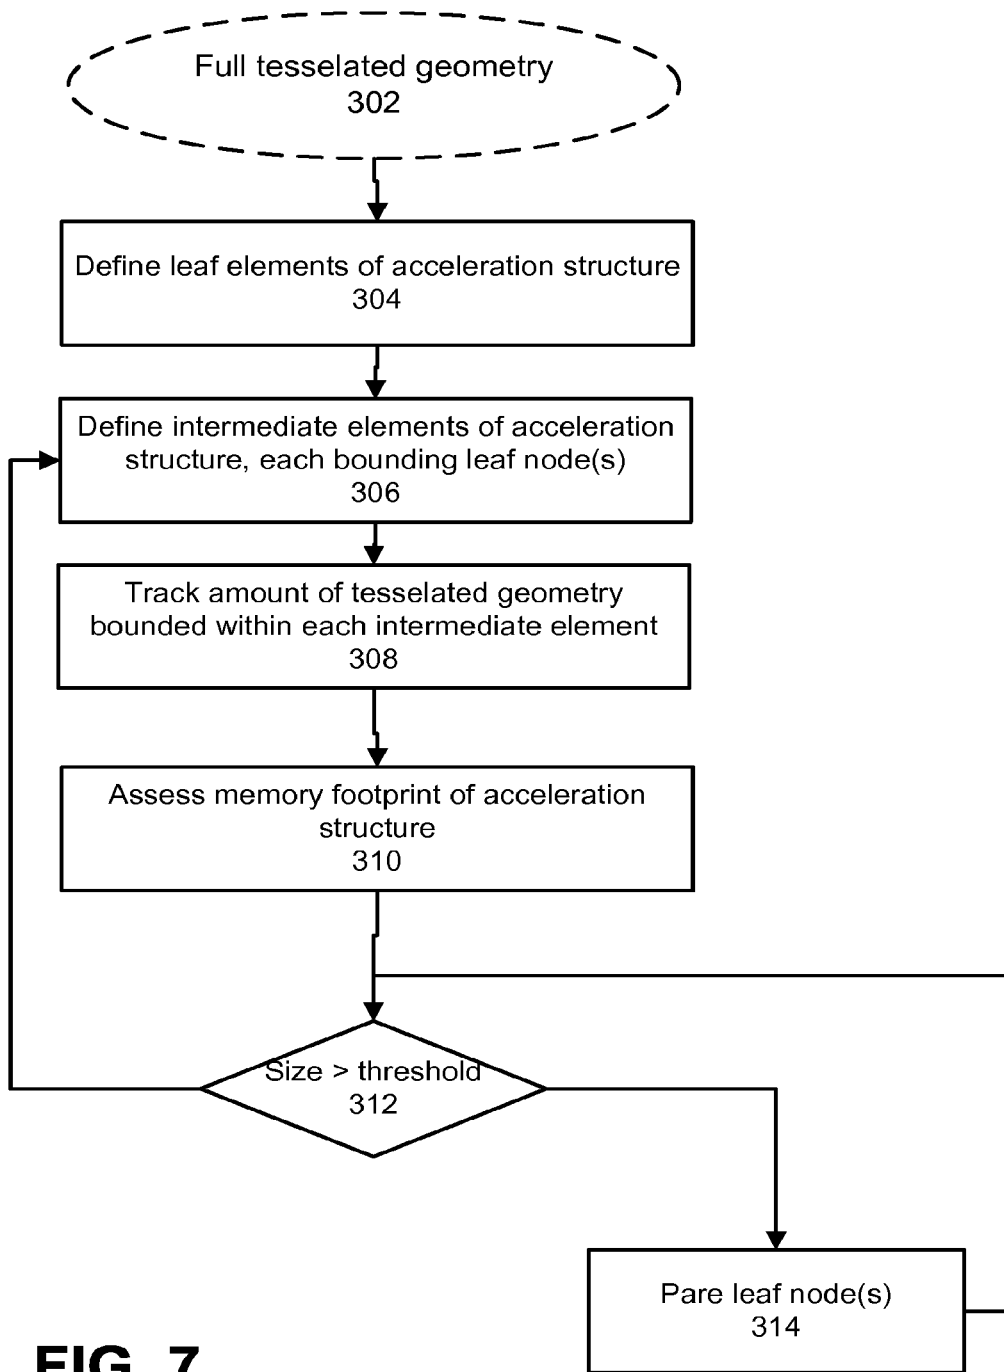 Full tesselated geometry
302
Define leaf elements of acceleration structure
304
Define intermediate elements of acceleration
structure, each bounding leaf node(s)
306
Track amount of tesselated geometry
bounded within each intermediate element
308
Assess memory footprint of acceleration
structure
310
Size > threshold
312
Pare leaf node(s)
314
FIG. 7